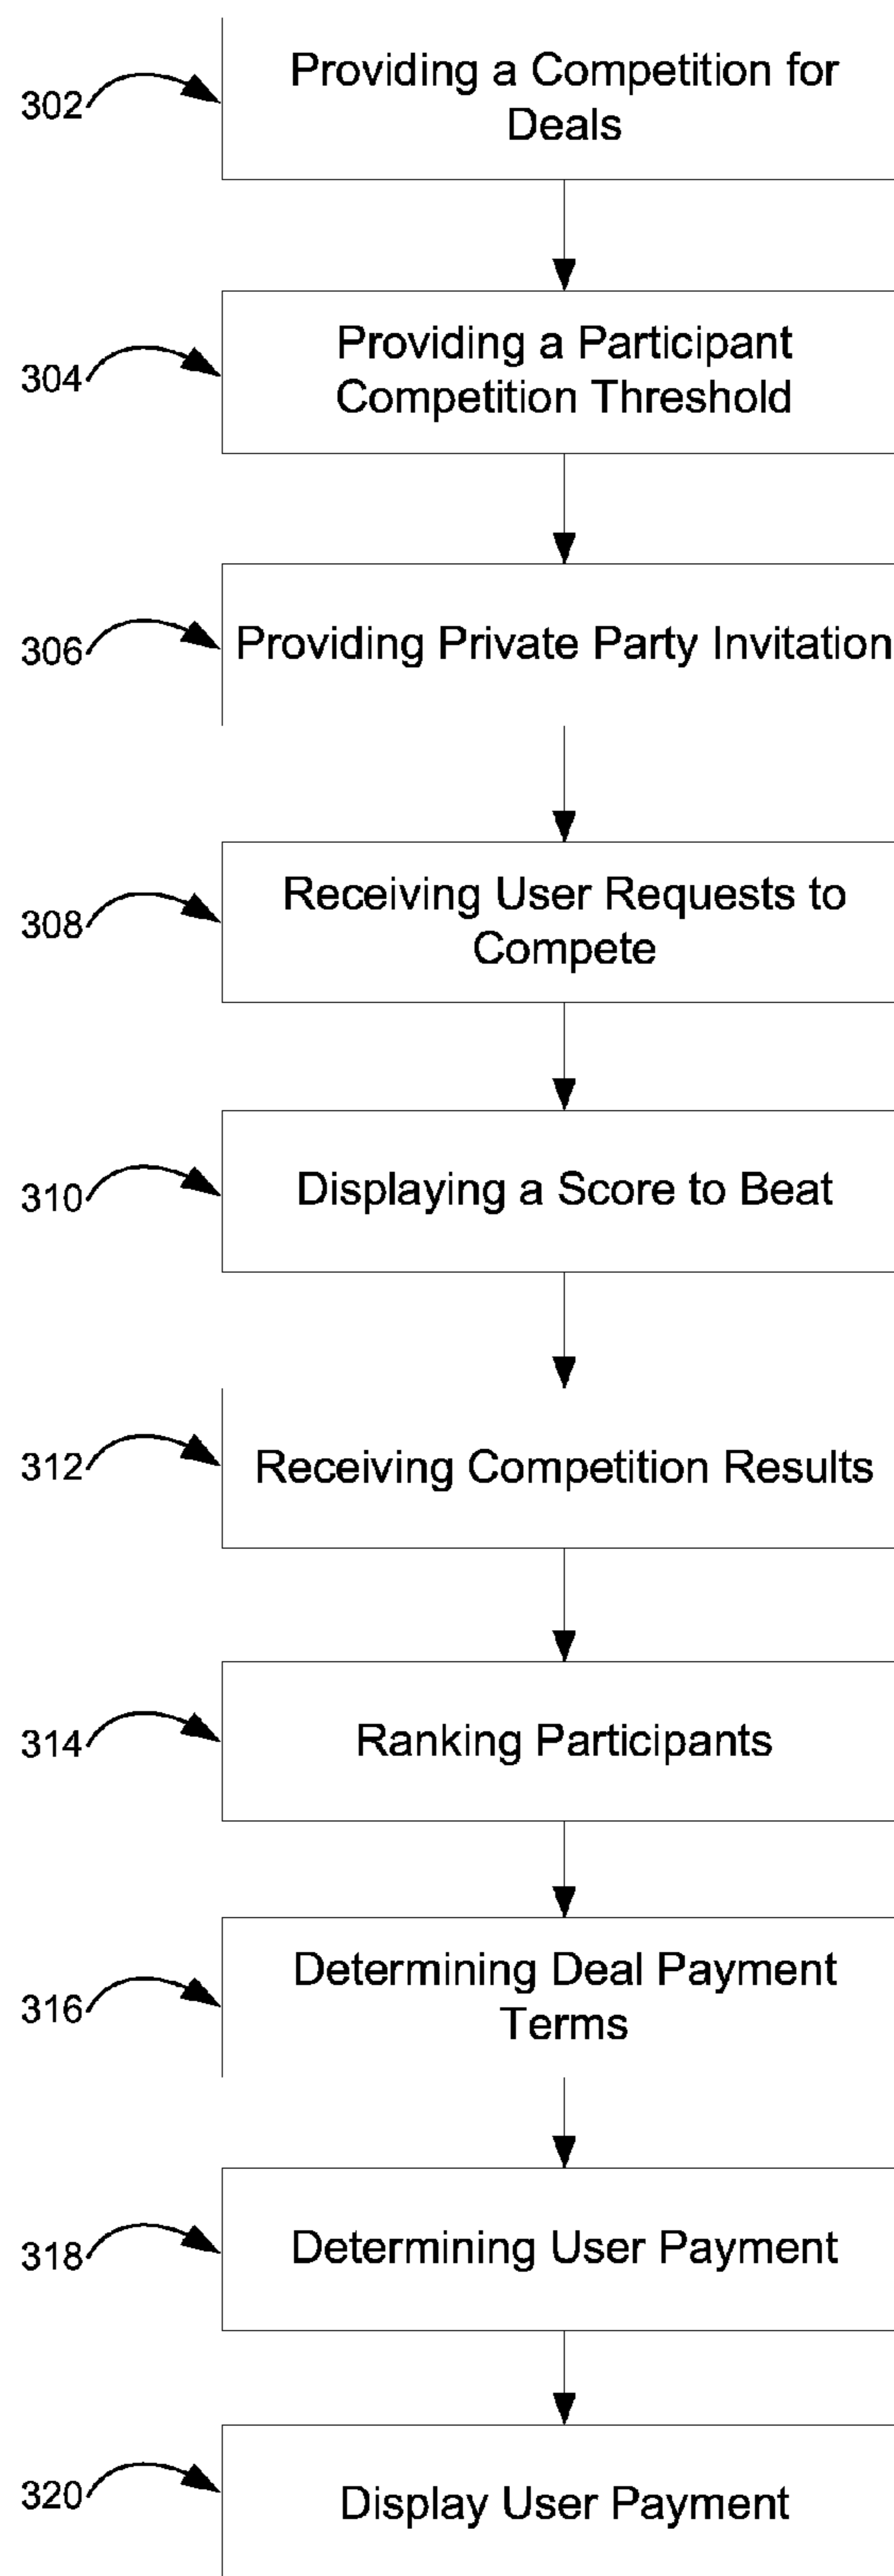 302
Providing a Competition for
Deals
304
Providing a Participant
Competition Threshold
306
Providing Private Party Invitation
308
Receiving User Requests to
Compete
310
Displaying a Score to Beat
312
Receiving Competition Results
314
Ranking Participants
316
Determining Deal Payment
Terms
318
Determining User Payment
320
Display User Payment